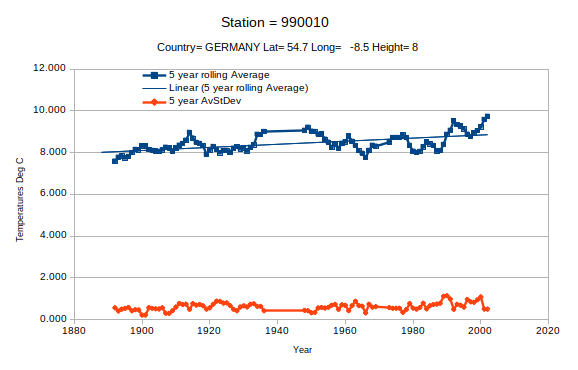 Station = 990010
Country= GERMANY Lat= 54.7 Long=   -8.5 Height= 8
12.000
10.000
8.000
6.000
4.000
2.000
0.000
Temperatures Deg C
5 year rolling Average
Linear (5 year rolling Average)
5 year AvStDev
1880 1900 1920 1940 1960 1980 2000 2020
Year